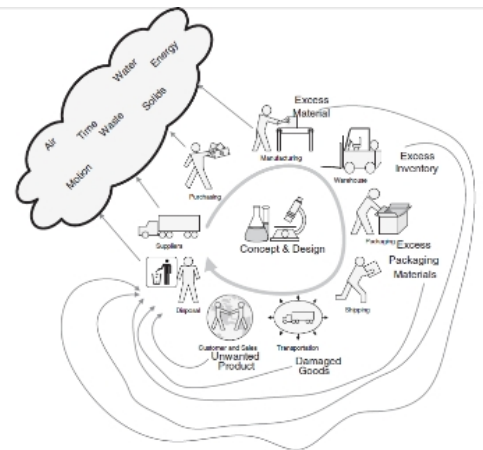 Water
Energy
Air
Time
Waste
Solids
Motion
Excess
Material
Manufacturing
Purchasing
Warehouse
Excess
Inventory
Suppliers
Concept & Design
Packaging
Excess
Packaging
Materials
Disposal
Shipping
Customer and Sales
Unwanted
Product
Transportation
Damaged
Goods